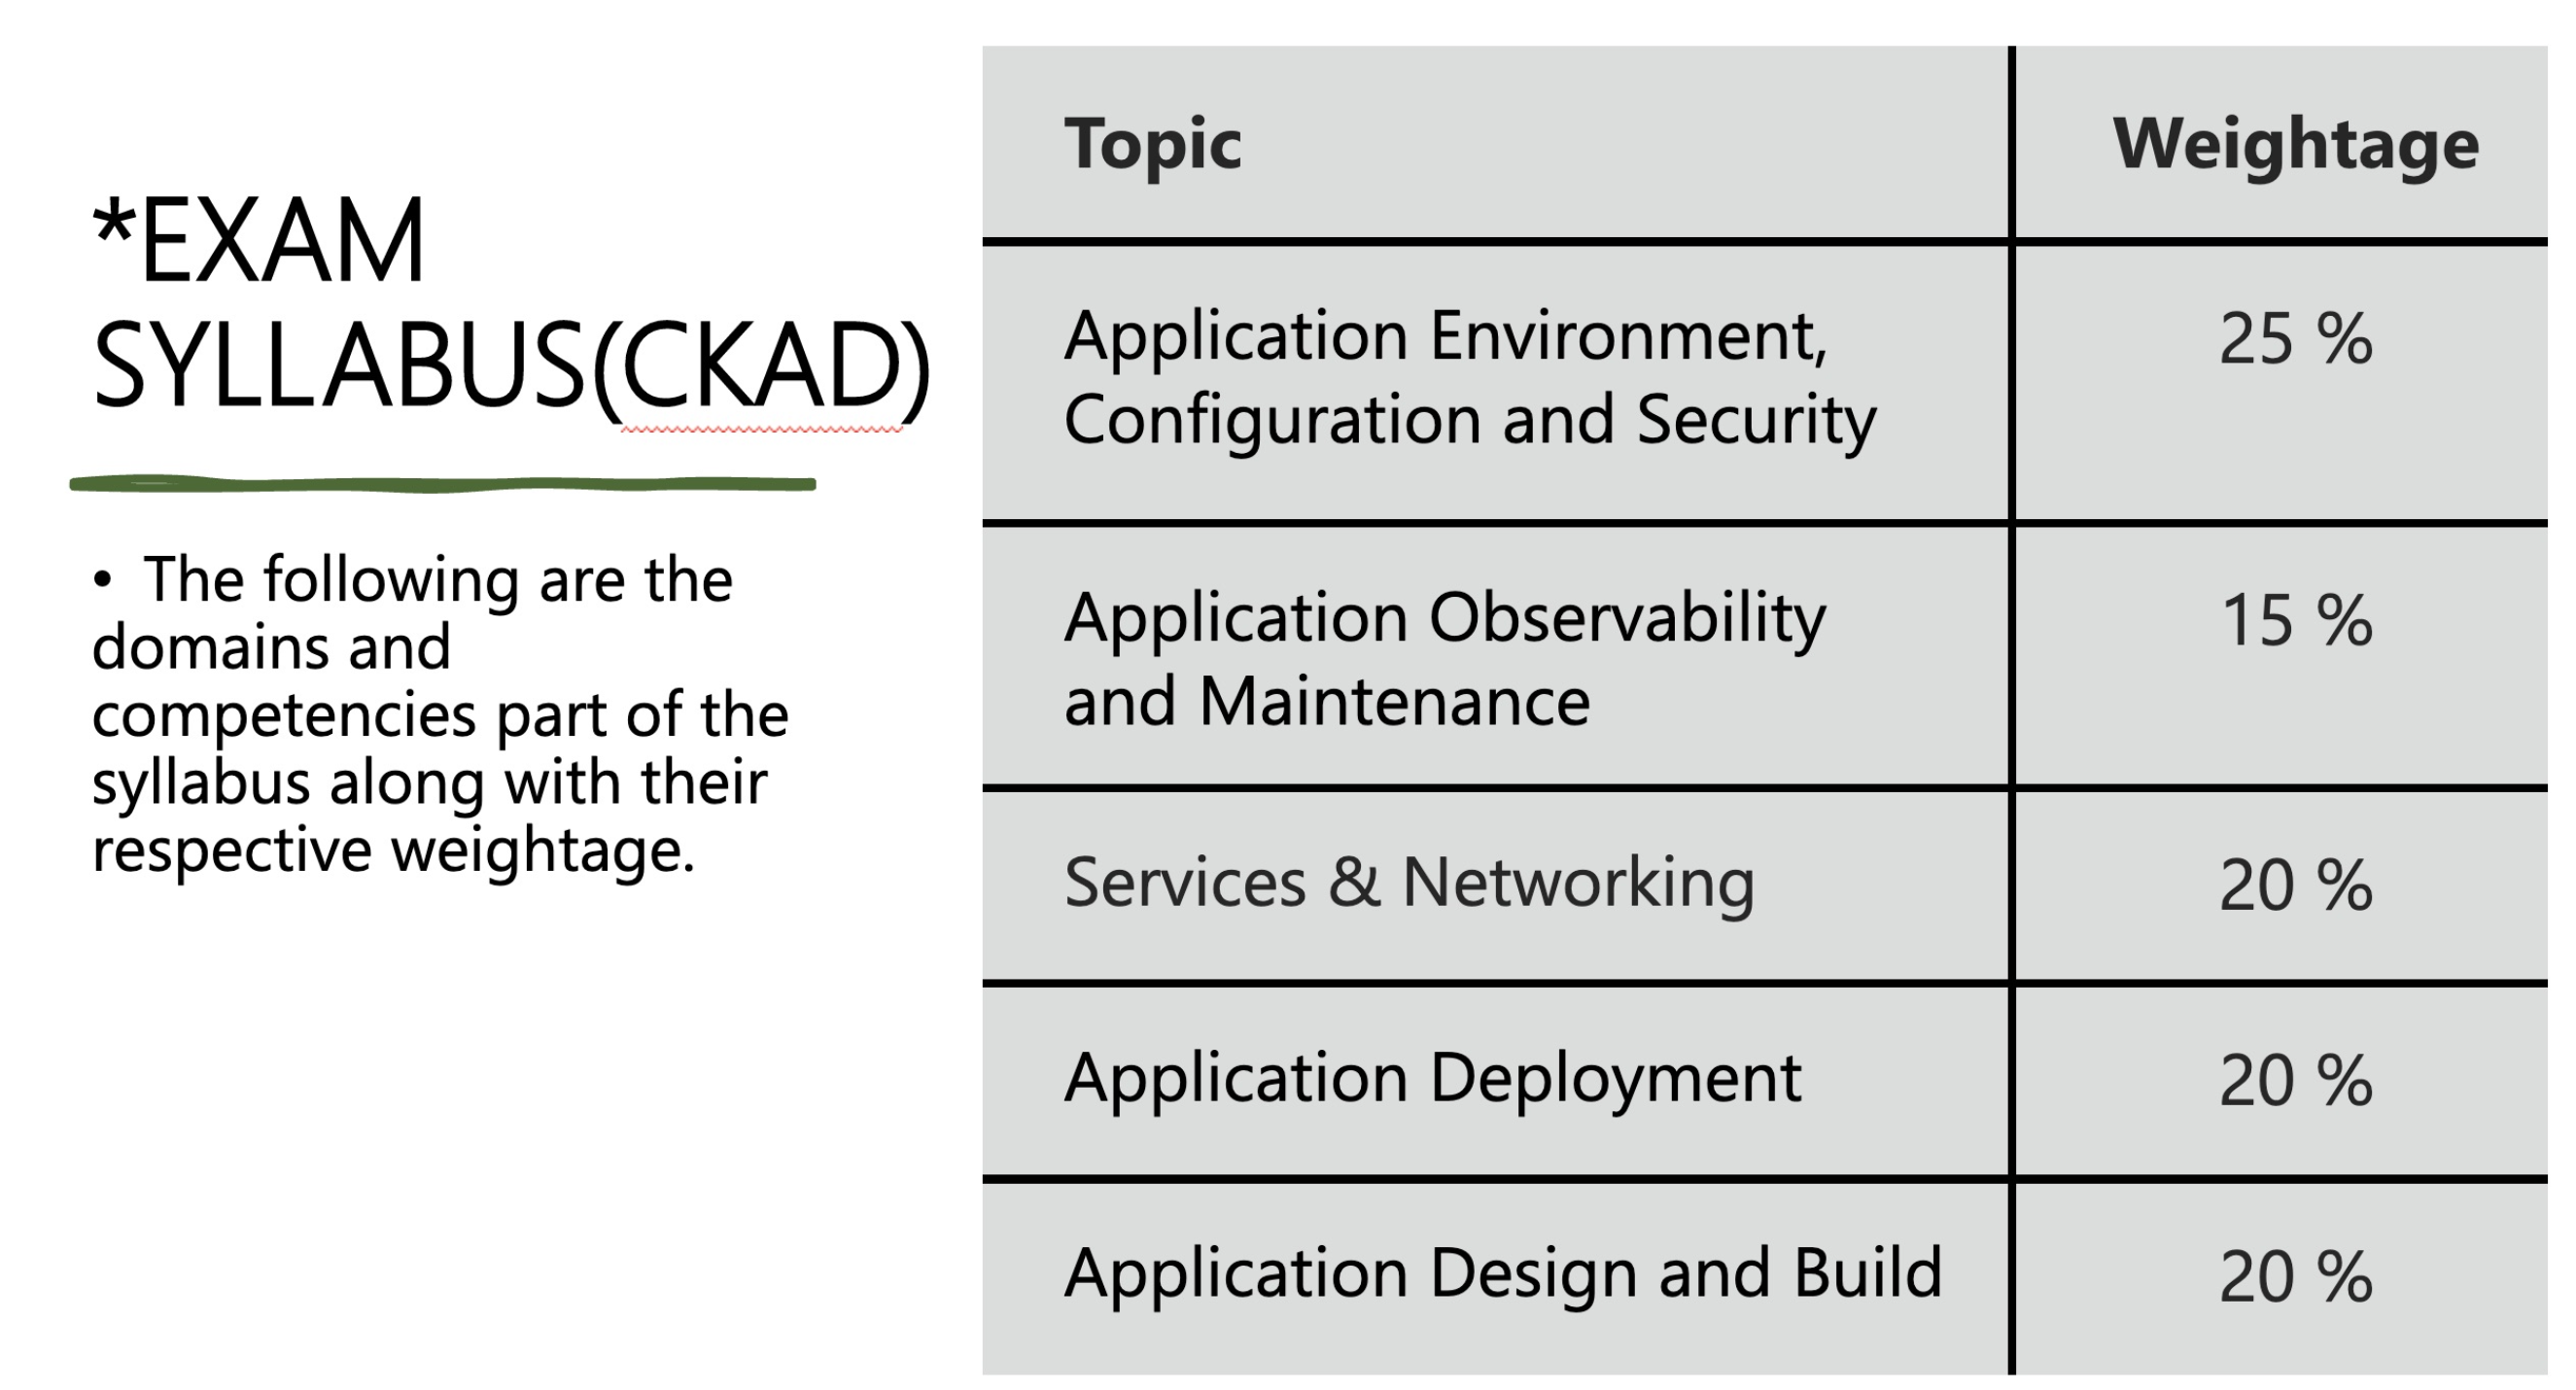 *EXAM
SYLLABUS(CKAD)
• The following are the
domains and
competencies part of the
syllabus along with their
respective weightage.
Topic
Weightage
Application Environment,
Configuration and Security
25 %
Application Observability
and Maintenance
15 %
Services & Networking
20 %
Application Deployment
20 %
Application Design and Build
20 %